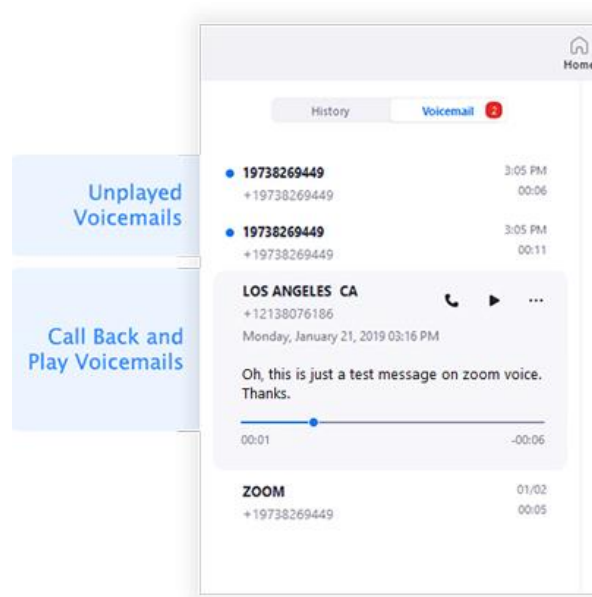 Home
History Voicemail 2
Unplayed
Voicemails
19738269449 3:05 PM
+19738269449 00:06
19738269449 3:05 PM
+19738269449 00:11
Call Back and
Play Voicemails
LOS ANGELES CA
+12138076186
Monday, January 21, 2019 03:16 PM
Oh, this is just a test message on zoom voice.
Thanks.
00:01 -00:06
ZOOM 01/02
+19738269449 00:05